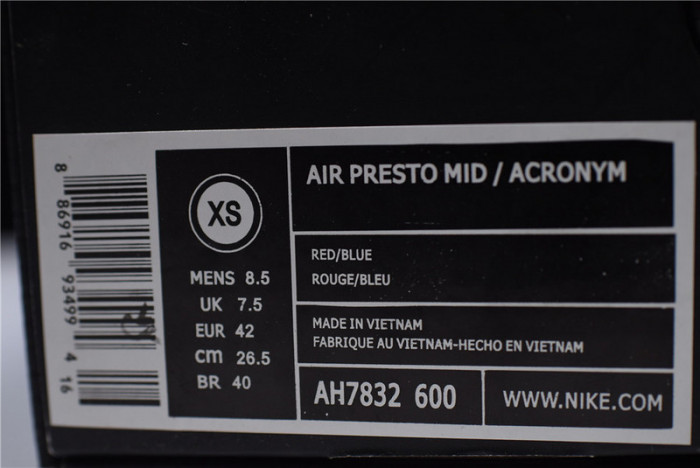 8 86916 93499 4 16
XS
MENS 8.5
UK 7.5
EUR 42
cm 26.5
BR 40
AIR PRESTO MID / ACRONYM
RED/BLUE
ROUGE/BLEU
MADE IN VIETNAM
FABRIQUE AU VIETNAM-HECHO EN VIETNAM
AH7832 600
WWW.NIKE.COM